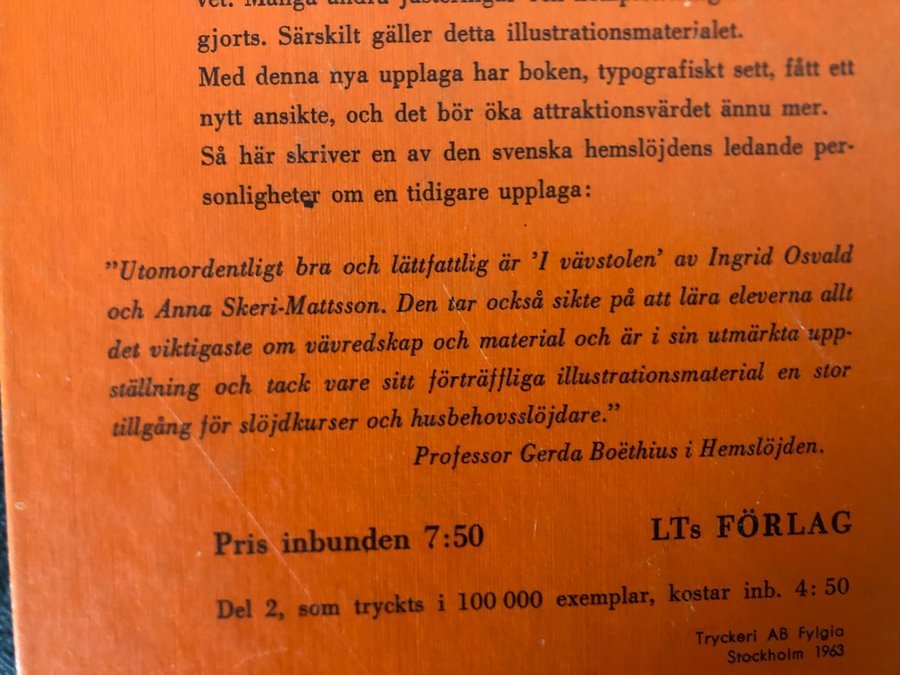 vet. Många andra justeringar och
gjorts. Särskilt gäller detta illustrationsmaterialet.
Med denna nya upplaga har boken, typografiskt sett, fått ett
nytt ansikte, och det bör öka attraktionsvärdet ännu mer.
Så här skriver en av den svenska hemslöjdens ledande per-
sonligheter om en tidigare upplaga:
”Utomordentligt bra och lättfattlig är ’I vävstolen’ av Ingrid Osvald
och Anna Skeri-Mattsson. Den tar också sikte på att lära eleverna allt
det viktigaste om vävredskap och material och är i sin utmärkta upp-
ställning och tack vare sitt förträffliga illustrationsmaterial en stor
tillgång för slöjdkurser och husbehovsslöjdare.”
Professor Gerda Boëthius i Hemslöjden.
Pris inbunden 7:50
LTs FÖRLAG
Del 2, som tryckts i 100 000 exemplar, kostar inb. 4: 50
Tryckeri AB Fylgia
Stockholm 1963